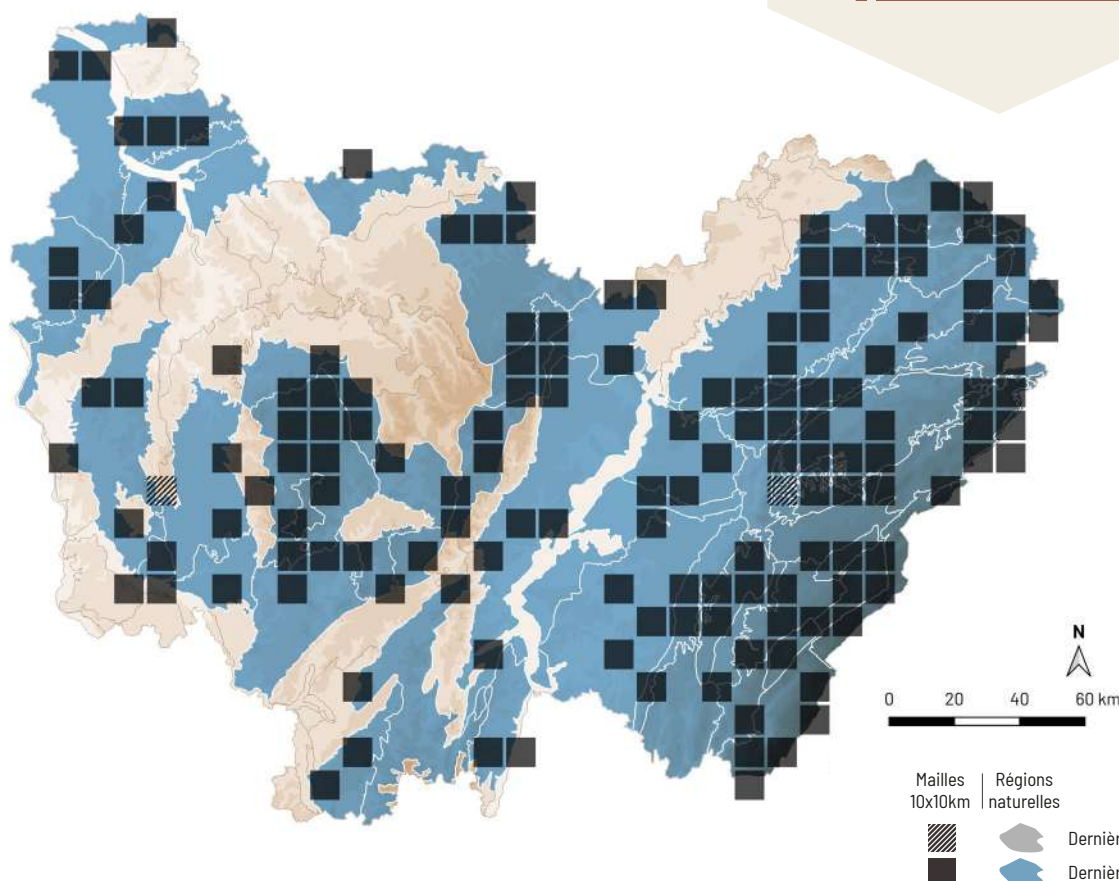 N
0 20 40 60 km
Mailles | Régions
10x10km | naturelles
Dernièr
Dernièr